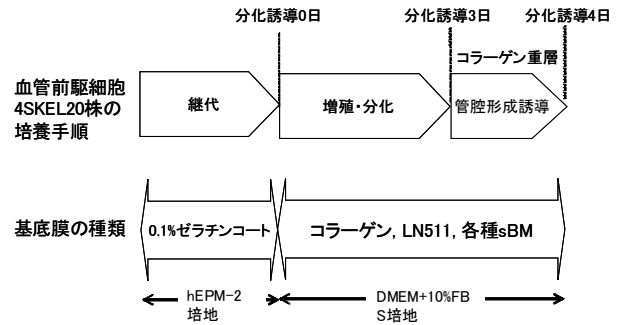 分化誘導0日
分化誘導3日
分化誘導4日
コラーゲン重層
血管前駆細胞
4SKEL20株の
培養手順
継代
増殖・分化
管腔形成誘導
基底膜の種類
0.1%ゼラチンコート
コラーゲン, LN511, 各種sBM
hEPM-2
培地
DMEM+10%FB
S培地